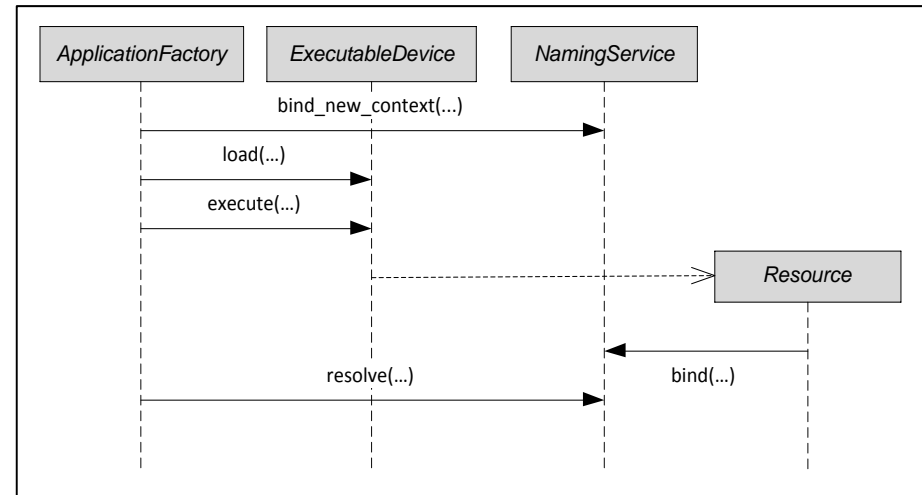 ApplicationFactory
ExecutableDevice
NamingService
bind_new_context(...)
load(...)
execute(...)
Resource
resolve(...)
bind(...)